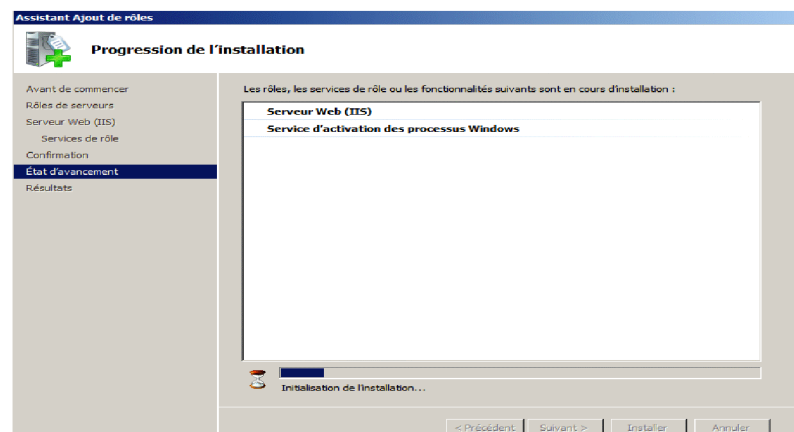 Assistant Ajout de rôles
Progression de l'installation
Avant de commencer
Rôles de serveurs
Serveur Web (IIS)
Services de rôle
Confirmation
État d'avancement
Résultats
Les rôles, les services de rôle ou les fonctionnalités suivants sont en cours d'installation :
Serveur Web (IIS)
Service d'activation des processus Windows
Initialisation de l'installation...
< Précédent
Suivant >
Installer
Annuler